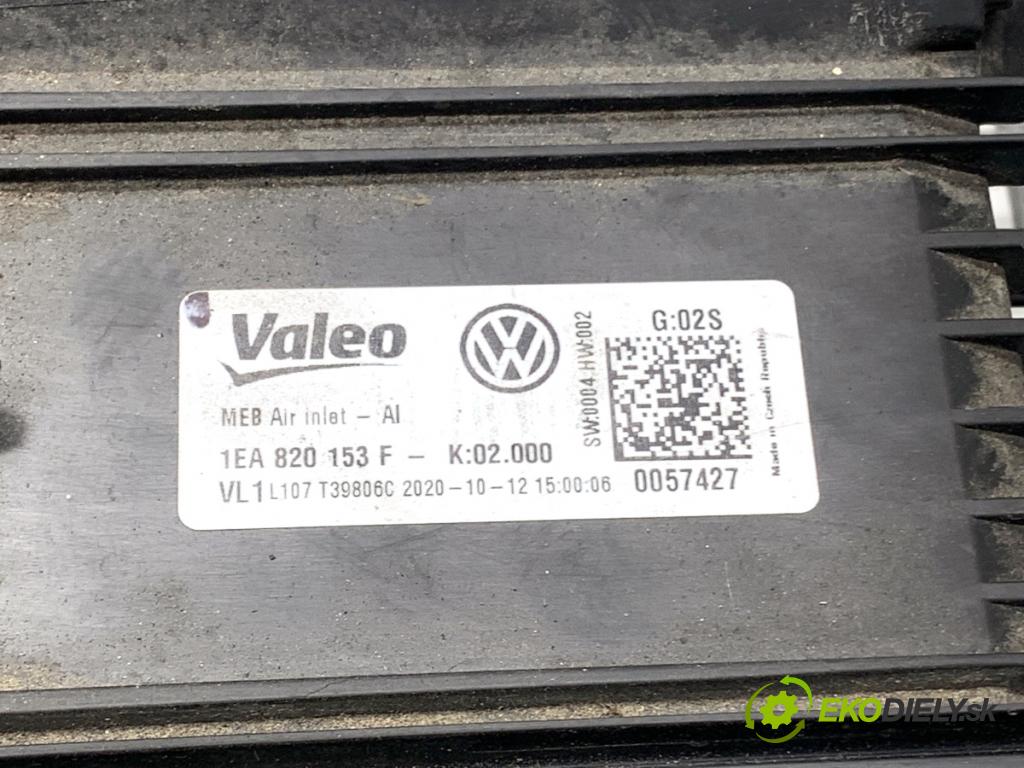 Valeo
MEB Air inlet - AI
1EA 820 153 F - K:02.000
VL1 L107 T39806C 2020-10-12 15:00:06
SW:0004 HW:002
G:02S
0057427
Made in Czech Republic
EKODIELY.sk